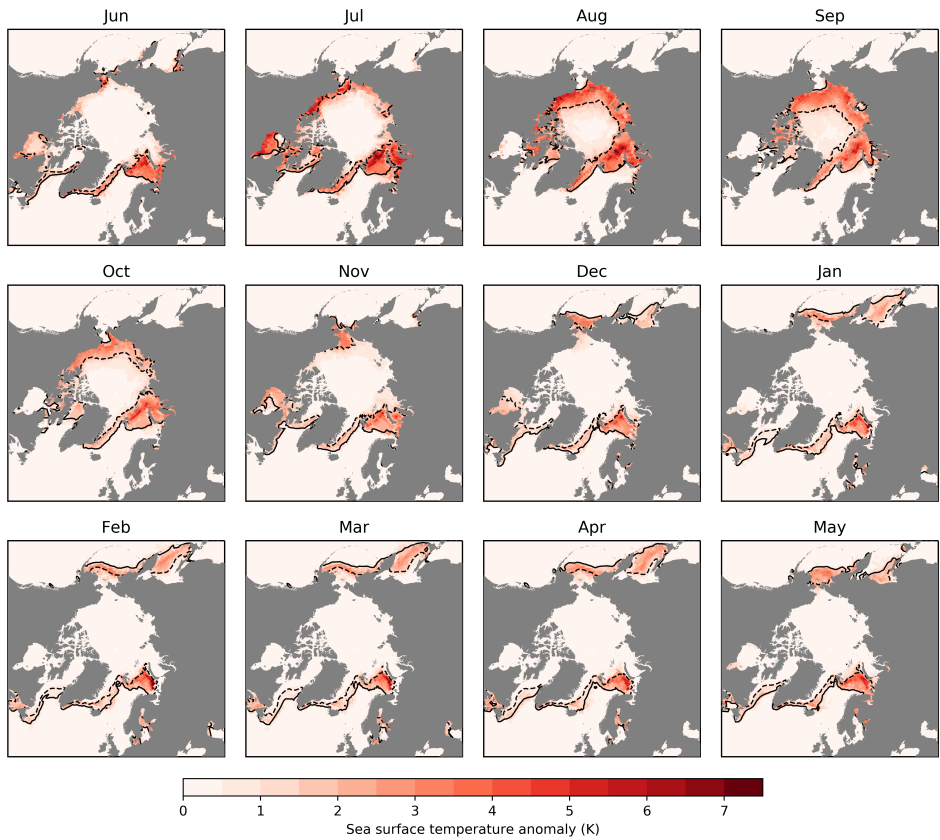 Jun Jul Aug Sep
Oct Nov Dec Jan
Feb Mar Apr May
0 1 2 3 4 5 6 7
Sea surface temperature anomaly (K)